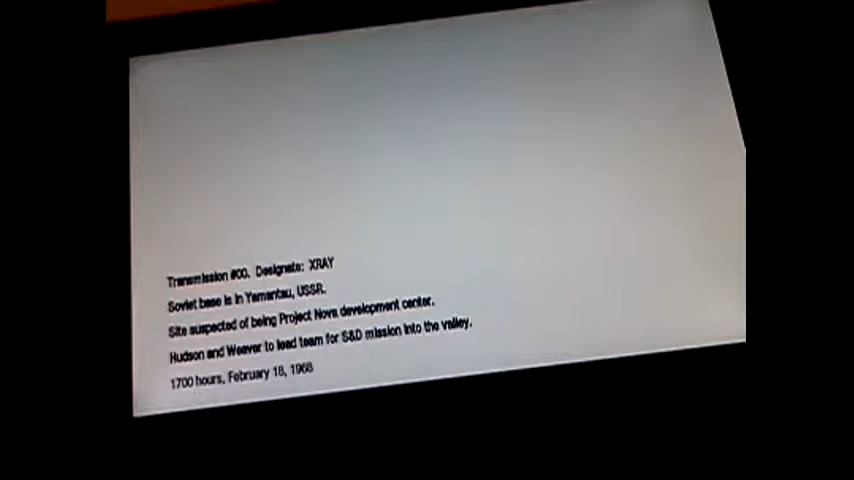 Transmission #00. Designate: XRAY
Soviet base is in Yamantau, USSR.
Site suspected of being Project Nova development center.
Hudson and Weaver to lead team for S&D mission into the valley.
1700 hours, February 18, 1968